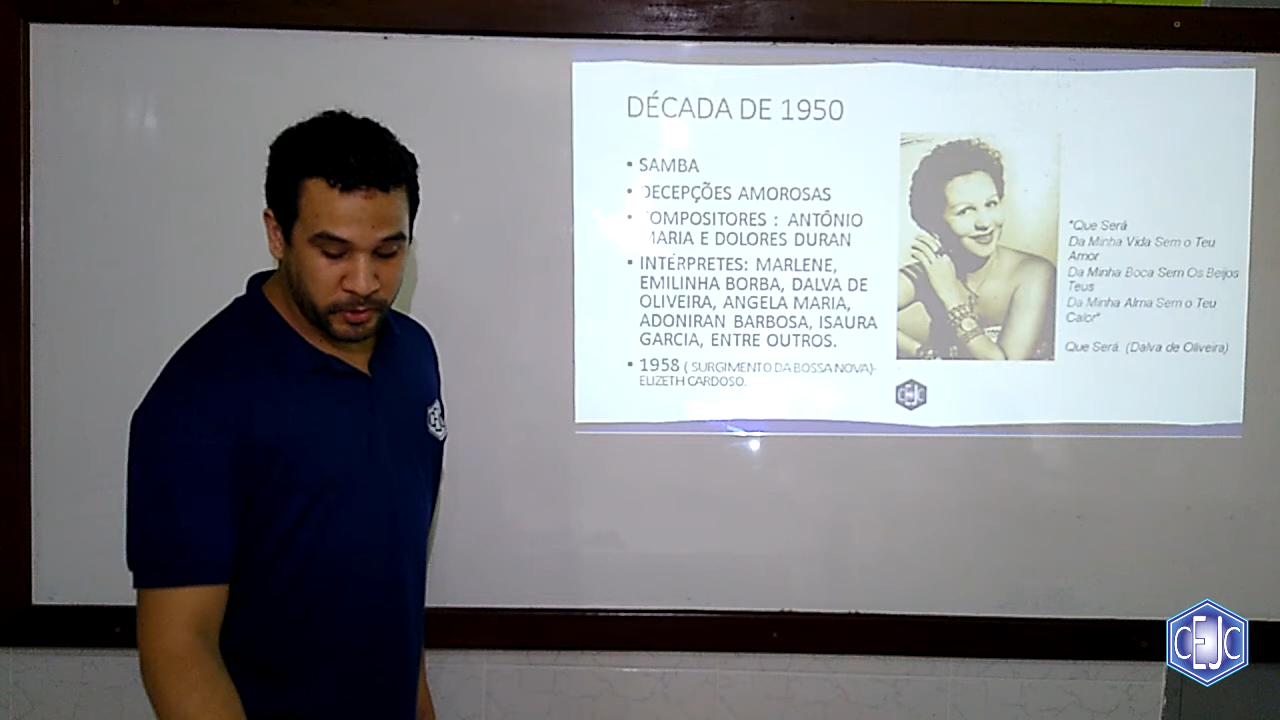 DÉCADA DE 1950
• SAMBA
• DECEPÇÕES AMOROSAS
• COMPOSITORES : ANTÔNIO
MARIA E DOLORES DURAN
• INTÉRPRETES: MARLENE,
EMILINHA BORBA, DALVA DE
OLIVEIRA, ANGELA MARIA,
ADONIRAN BARBOSA, ISAURA
GARCIA, ENTRE OUTROS.
• 1958 ( SURGIMENTO DA BOSSA NOVA)-
ELIZETH CARDOSO.
"Que Será
Da Minha Vida Sem o Teu
Amor
Da Minha Boca Sem Os Beijos
Teus
Da Minha Alma Sem o Teu
Calor"
Que Será. (Dalva de Oliveira)
CEJC
CEJC
CEJC